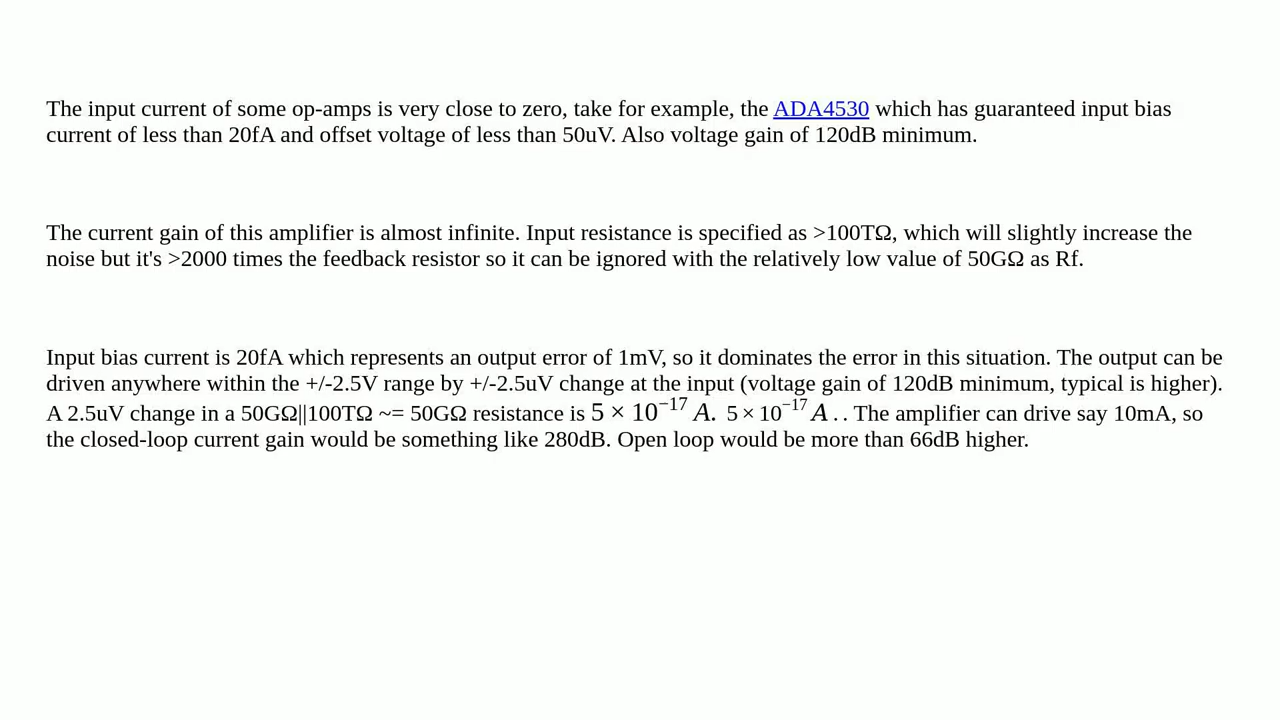 The input current of some op-amps is very close to zero, take for example, the ADA4530 which has guaranteed input bias
current of less than 20fA and offset voltage of less than 50uV. Also voltage gain of 120dB minimum.
The current gain of this amplifier is almost infinite. Input resistance is specified as >100TΩ, which will slightly increase the
noise but it's >2000 times the feedback resistor so it can be ignored with the relatively low value of 50GΩ as Rf.
Input bias current is 20fA which represents an output error of 1mV, so it dominates the error in this situation. The output can be
driven anywhere within the +/-2.5V range by +/-2.5uV change at the input (voltage gain of 120dB minimum, typical is higher).
A 2.5uV change in a 50GΩ||100TΩ ~= 50GΩ resistance is 5 × 10⁻¹⁷ A. 5 × 10⁻¹⁷ A . . The amplifier can drive say 10mA, so
the closed-loop current gain would be something like 280dB. Open loop would be more than 66dB higher.